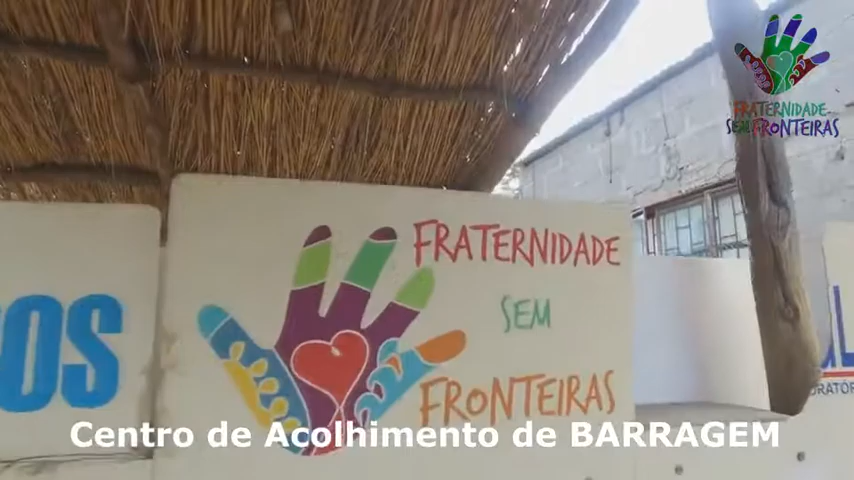 FRATERNIDADE
SEM FRONTEIRAS
FRATERNIDADE
SEM
FRONTEIRAS
OS
Centro de Acolhimento de BARRAGEM